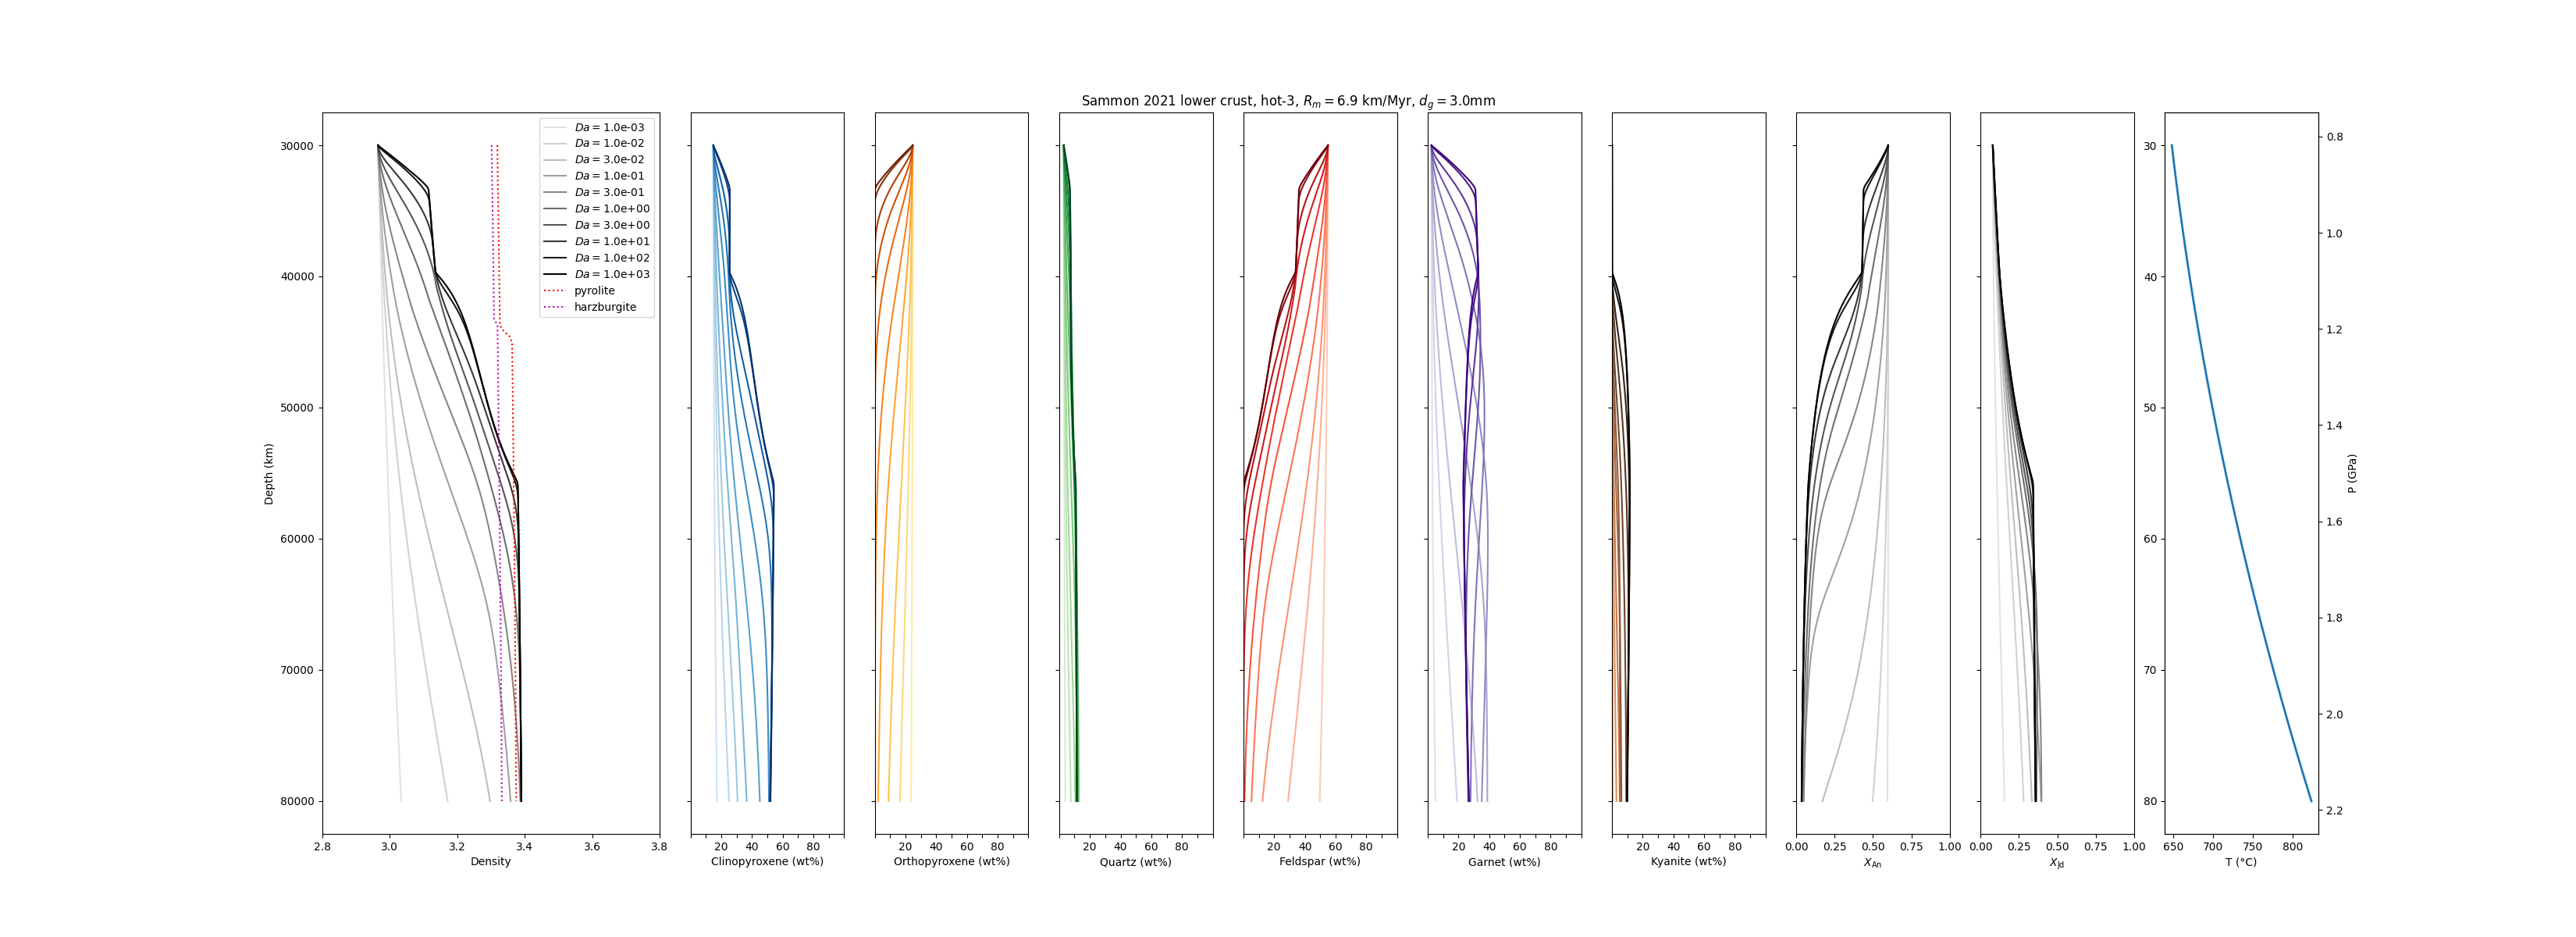 Sammon 2021 lower crust, hot-3, Rm = 6.9 km/Myr, dg = 3.0mm
Da = 1.0e-03
Da = 1.0e-02
Da = 3.0e-02
Da = 1.0e-01
Da = 3.0e-01
Da = 1.0e+00
Da = 3.0e+00
Da = 1.0e+01
Da = 1.0e+02
Da = 1.0e+03
pyrolite
harzburgite
Depth (km)
30000
40000
50000
60000
70000
80000
2.8 3.0 3.2 3.4 3.6 3.8
Density
20 40 60 80
Clinopyroxene (wt%)
20 40 60 80
Orthopyroxene (wt%)
20 40 60 80
Quartz (wt%)
20 40 60 80
Feldspar (wt%)
20 40 60 80
Garnet (wt%)
20 40 60 80
Kyanite (wt%)
0.00 0.25 0.50 0.75 1.00
XAn
0.00 0.25 0.50 0.75 1.00
XJd
30
40
50
60
70
80
650 700 750 800
T (°C)
0.8
1.0
1.2
1.4
1.6
1.8
2.0
2.2
P (GPa)